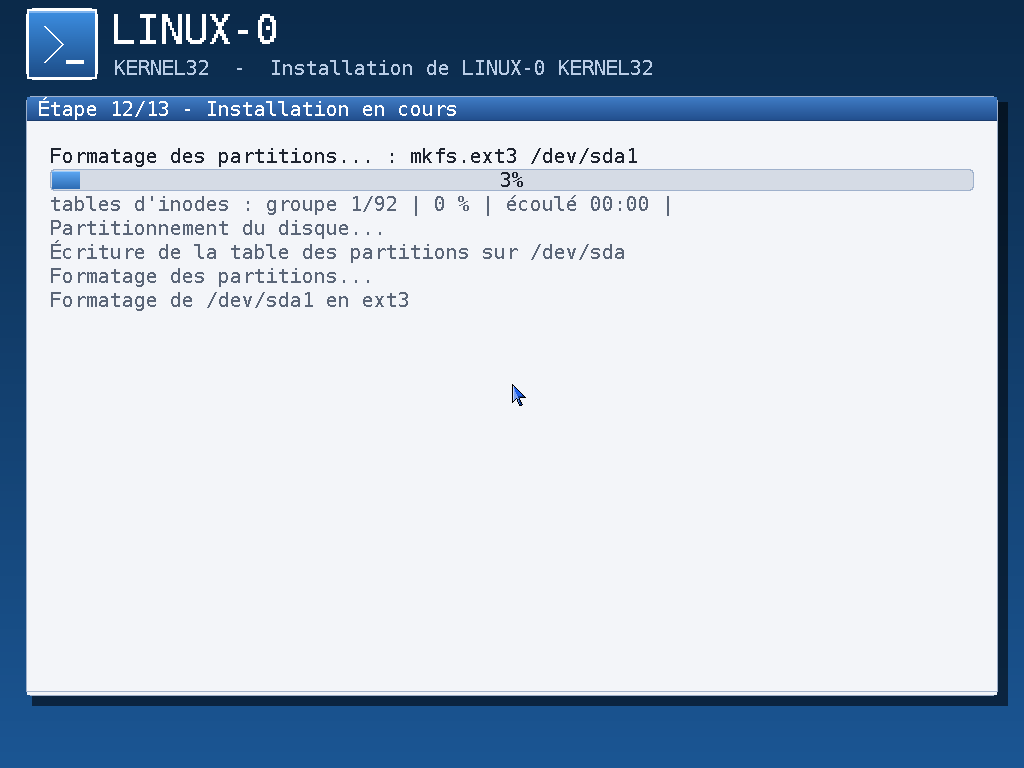 LINUX-0
KERNEL32  -  Installation de LINUX-0 KERNEL32
Étape 12/13 - Installation en cours
Formatage des partitions... : mkfs.ext3 /dev/sda1
3%
tables d'inodes : groupe 1/92 | 0 % | écoulé 00:00 |
Partitionnement du disque...
Écriture de la table des partitions sur /dev/sda
Formatage des partitions...
Formatage de /dev/sda1 en ext3